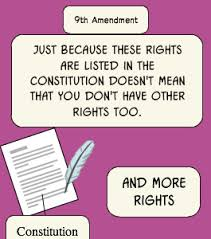 9th Amendment
JUST BECAUSE THESE RIGHTS
ARE LISTED IN THE
CONSTITUTION DOESN'T MEAN
THAT YOU DON'T HAVE OTHER
RIGHTS TOO.
AND MORE
RIGHTS
Constitution